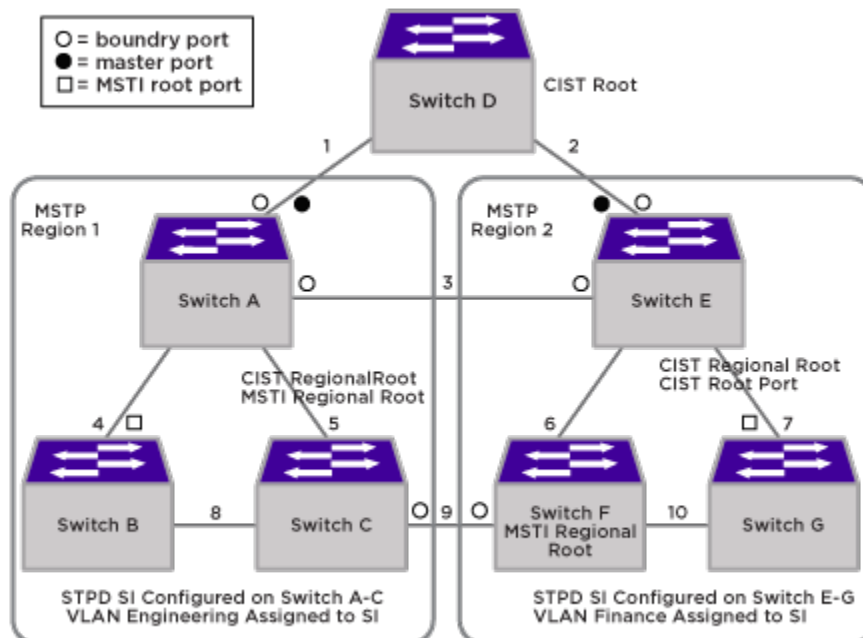 = boundry port
= master port
= MSTI root port
Switch D
CIST Root
1
2
MSTP
Region 1
MSTP
Region 2
Switch A
3
Switch E
CIST RegionalRoot
MSTI Regional Root
CIST Regional Root
CIST Root Port
4
5
6
7
Switch B
8
Switch C
9
Switch F
MSTI Regional
Root
10
Switch G
STPD SI Configured on Switch A-C
VLAN Engineering Assigned to SI
STPD SI Configured on Switch E-G
VLAN Finance Assigned to SI